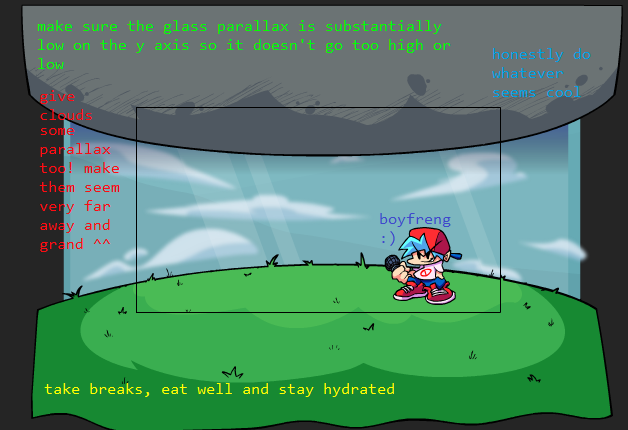 make sure the glass parallax is substantially
low on the y axis so it doesn't go too high or
low
honestly do
whatever
seems cool
give
clouds
some
parallax
too! make
them seem
very far
away and
grand ^^
boyfreng
:)
take breaks, eat well and stay hydrated